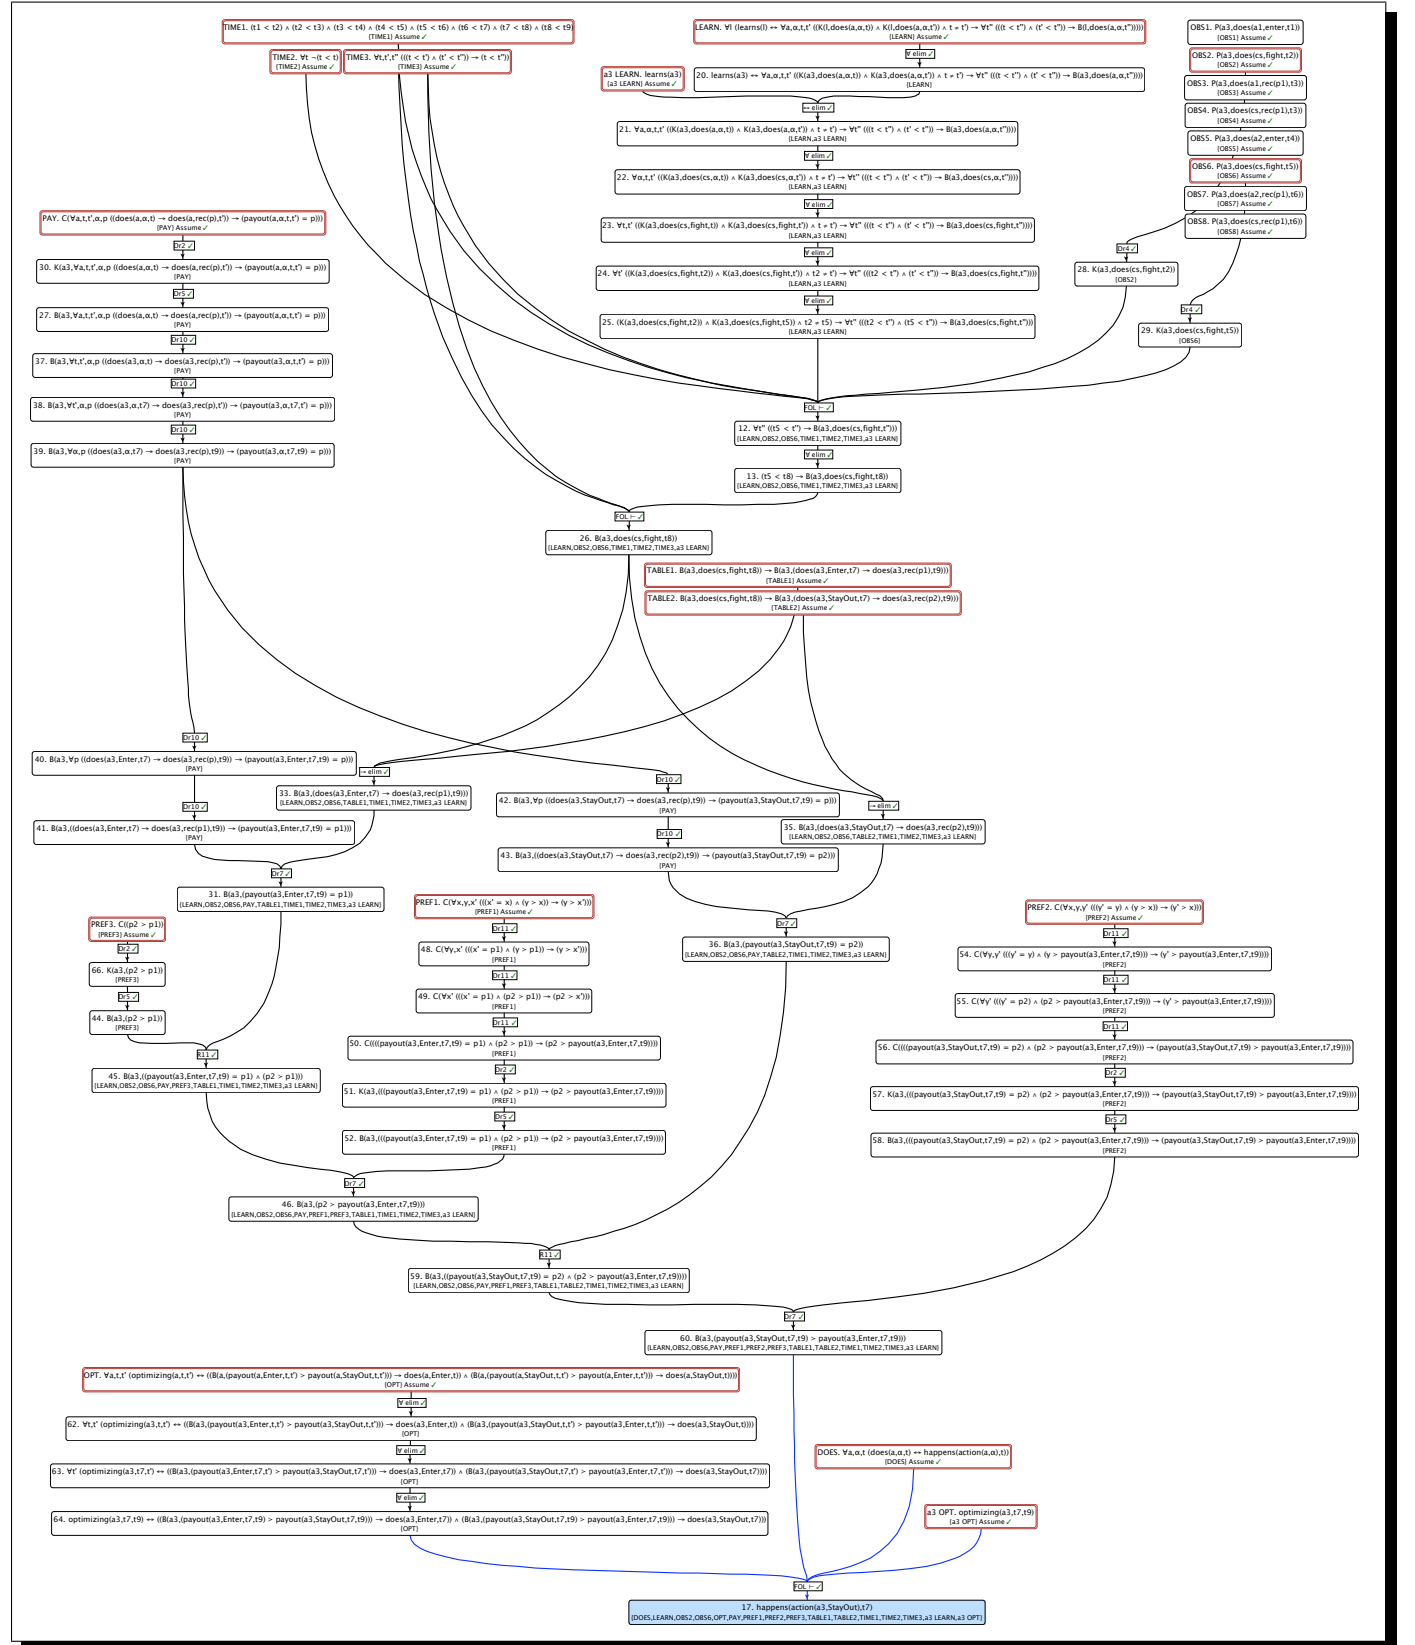 TIME1. (t1 < t2) ∧ (t2 < t3) ∧ (t3 < t4) ∧ (t4 < t5) ∧ (t5 < t6) ∧ (t6 < t7) ∧ (t7 < t8) ∧ (t8 < t9)
{TIME1} Assume ✓
TIME2. ∀t ¬(t < t)
{TIME2} Assume ✓
TIME3. ∀t,t',t'' (((t < t') ∧ (t' < t'')) → (t < t''))
{TIME3} Assume ✓
LEARN. ∀l (learns(l) ↔ ∀a,α,t,t' ((K(l,does(a,α,t)) ∧ K(l,does(a,α,t')) ∧ t ≠ t') → ∀t'' (((t < t'') ∧ (t' < t'')) → B(l,does(a,α,t'')))))
{LEARN} Assume ✓
∀ elim ✓
a3 LEARN. learns(a3)
{a3 LEARN} Assume ✓
20. learns(a3) ↔ ∀a,α,t,t' ((K(a3,does(a,α,t)) ∧ K(a3,does(a,α,t')) ∧ t ≠ t') → ∀t'' (((t < t'') ∧ (t' < t'')) → B(a3,does(a,α,t''))))
{LEARN}
↔ elim ✓
21. ∀a,α,t,t' ((K(a3,does(a,α,t)) ∧ K(a3,does(a,α,t')) ∧ t ≠ t') → ∀t'' (((t < t'') ∧ (t' < t'')) → B(a3,does(a,α,t''))))
{LEARN,a3 LEARN}
∀ elim ✓
22. ∀α,t,t' ((K(a3,does(cs,α,t)) ∧ K(a3,does(cs,α,t')) ∧ t ≠ t') → ∀t'' (((t < t'') ∧ (t' < t'')) → B(a3,does(cs,α,t''))))
{LEARN,a3 LEARN}
∀ elim ✓
23. ∀t,t' ((K(a3,does(cs,fight,t)) ∧ K(a3,does(cs,fight,t')) ∧ t ≠ t') → ∀t'' (((t < t'') ∧ (t' < t'')) → B(a3,does(cs,fight,t''))))
{LEARN,a3 LEARN}
∀ elim ✓
24. ∀t' ((K(a3,does(cs,fight,t2)) ∧ K(a3,does(cs,fight,t')) ∧ t2 ≠ t') → ∀t'' (((t2 < t'') ∧ (t' < t'')) → B(a3,does(cs,fight,t''))))
{LEARN,a3 LEARN}
∀ elim ✓
25. (K(a3,does(cs,fight,t2)) ∧ K(a3,does(cs,fight,t5)) ∧ t2 ≠ t5) → ∀t'' (((t2 < t'') ∧ (t5 < t'')) → B(a3,does(cs,fight,t'')))
{LEARN,a3 LEARN}
OBS1. P(a3,does(a1,enter,t1))
{OBS1} Assume ✓
OBS2. P(a3,does(cs,fight,t2))
{OBS2} Assume ✓
OBS3. P(a3,does(a1,rec(p1),t3))
{OBS3} Assume ✓
OBS4. P(a3,does(cs,rec(p1),t3))
{OBS4} Assume ✓
OBS5. P(a3,does(a2,enter,t4))
{OBS5} Assume ✓
OBS6. P(a3,does(cs,fight,t5))
{OBS6} Assume ✓
OBS7. P(a3,does(a2,rec(p1),t6))
{OBS7} Assume ✓
OBS8. P(a3,does(cs,rec(p1),t6))
{OBS8} Assume ✓
Dr4 ✓
28. K(a3,does(cs,fight,t2))
{OBS2}
Dr4 ✓
29. K(a3,does(cs,fight,t5))
{OBS6}
PAY. C(∀a,t,t',α,p ((does(a,α,t) → does(a,rec(p),t')) → (payout(a,α,t,t') = p)))
{PAY} Assume ✓
Dr2 ✓
30. K(a3,∀a,t,t',α,p ((does(a,α,t) → does(a,rec(p),t')) → (payout(a,α,t,t') = p)))
{PAY}
Dr5 ✓
27. B(a3,∀a,t,t',α,p ((does(a,α,t) → does(a,rec(p),t')) → (payout(a,α,t,t') = p)))
{PAY}
Dr10 ✓
37. B(a3,∀t,t',α,p ((does(a3,α,t) → does(a3,rec(p),t')) → (payout(a3,α,t,t') = p)))
{PAY}
Dr10 ✓
38. B(a3,∀t',α,p ((does(a3,α,t7) → does(a3,rec(p),t')) → (payout(a3,α,t7,t') = p)))
{PAY}
Dr10 ✓
39. B(a3,∀α,p ((does(a3,α,t7) → does(a3,rec(p),t9)) → (payout(a3,α,t7,t9) = p)))
{PAY}
FOL ⊢ ✓
12. ∀t'' ((t5 < t'') → B(a3,does(cs,fight,t'')))
{LEARN,OBS2,OBS6,TIME1,TIME2,TIME3,a3 LEARN}
∀ elim ✓
13. (t5 < t8) → B(a3,does(cs,fight,t8))
{LEARN,OBS2,OBS6,TIME1,TIME2,TIME3,a3 LEARN}
FOL ⊢ ✓
26. B(a3,does(cs,fight,t8))
{LEARN,OBS2,OBS6,TIME1,TIME2,TIME3,a3 LEARN}
TABLE1. B(a3,does(cs,fight,t8)) → B(a3,(does(a3,Enter,t7) → does(a3,rec(p1),t9)))
{TABLE1} Assume ✓
TABLE2. B(a3,does(cs,fight,t8)) → B(a3,(does(a3,StayOut,t7) → does(a3,rec(p2),t9)))
{TABLE2} Assume ✓
Dr10 ✓
40. B(a3,∀p ((does(a3,Enter,t7) → does(a3,rec(p),t9)) → (payout(a3,Enter,t7,t9) = p)))
{PAY}
→ elim ✓
33. B(a3,(does(a3,Enter,t7) → does(a3,rec(p1),t9)))
{LEARN,OBS2,OBS6,TABLE1,TIME1,TIME2,TIME3,a3 LEARN}
Dr10 ✓
41. B(a3,((does(a3,Enter,t7) → does(a3,rec(p1),t9)) → (payout(a3,Enter,t7,t9) = p1)))
{PAY}
Dr10 ✓
42. B(a3,∀p ((does(a3,StayOut,t7) → does(a3,rec(p),t9)) → (payout(a3,StayOut,t7,t9) = p)))
{PAY}
→ elim ✓
35. B(a3,(does(a3,StayOut,t7) → does(a3,rec(p2),t9)))
{LEARN,OBS2,OBS6,TABLE2,TIME1,TIME2,TIME3,a3 LEARN}
Dr10 ✓
43. B(a3,((does(a3,StayOut,t7) → does(a3,rec(p2),t9)) → (payout(a3,StayOut,t7,t9) = p2)))
{PAY}
Dr7 ✓
31. B(a3,(payout(a3,Enter,t7,t9) = p1))
{LEARN,OBS2,OBS6,PAY,TABLE1,TIME1,TIME2,TIME3,a3 LEARN}
Dr7 ✓
36. B(a3,(payout(a3,StayOut,t7,t9) = p2))
{LEARN,OBS2,OBS6,PAY,TABLE2,TIME1,TIME2,TIME3,a3 LEARN}
PREF3. C((p2 > p1))
{PREF3} Assume ✓
Dr2 ✓
66. K(a3,(p2 > p1))
{PREF3}
Dr5 ✓
44. B(a3,(p2 > p1))
{PREF3}
R11 ✓
45. B(a3,((payout(a3,Enter,t7,t9) = p1) ∧ (p2 > p1)))
{LEARN,OBS2,OBS6,PAY,PREF3,TABLE1,TIME1,TIME2,TIME3,a3 LEARN}
PREF1. C(∀x,y,x' (((x' = x) ∧ (y > x)) → (y > x')))
{PREF1} Assume ✓
Dr11 ✓
48. C(∀y,x' (((x' = p1) ∧ (y > p1)) → (y > x')))
{PREF1}
Dr11 ✓
49. C(∀x' (((x' = p1) ∧ (p2 > p1)) → (p2 > x')))
{PREF1}
Dr11 ✓
50. C((((payout(a3,Enter,t7,t9) = p1) ∧ (p2 > p1)) → (p2 > payout(a3,Enter,t7,t9))))
{PREF1}
Dr2 ✓
51. K(a3,(((payout(a3,Enter,t7,t9) = p1) ∧ (p2 > p1)) → (p2 > payout(a3,Enter,t7,t9))))
{PREF1}
Dr5 ✓
52. B(a3,(((payout(a3,Enter,t7,t9) = p1) ∧ (p2 > p1)) → (p2 > payout(a3,Enter,t7,t9))))
{PREF1}
PREF2. C(∀x,y,y' (((y' = y) ∧ (y > x)) → (y' > x)))
{PREF2} Assume ✓
Dr11 ✓
54. C(∀y,y' (((y' = y) ∧ (y > payout(a3,Enter,t7,t9))) → (y' > payout(a3,Enter,t7,t9))))
{PREF2}
Dr11 ✓
55. C(∀y' (((y' = p2) ∧ (p2 > payout(a3,Enter,t7,t9))) → (y' > payout(a3,Enter,t7,t9))))
{PREF2}
Dr11 ✓
56. C((((payout(a3,StayOut,t7,t9) = p2) ∧ (p2 > payout(a3,Enter,t7,t9))) → (payout(a3,StayOut,t7,t9) > payout(a3,Enter,t7,t9))))
{PREF2}
Dr2 ✓
57. K(a3,(((payout(a3,StayOut,t7,t9) = p2) ∧ (p2 > payout(a3,Enter,t7,t9))) → (payout(a3,StayOut,t7,t9) > payout(a3,Enter,t7,t9))))
{PREF2}
Dr5 ✓
58. B(a3,(((payout(a3,StayOut,t7,t9) = p2) ∧ (p2 > payout(a3,Enter,t7,t9))) → (payout(a3,StayOut,t7,t9) > payout(a3,Enter,t7,t9))))
{PREF2}
Dr7 ✓
46. B(a3,(p2 > payout(a3,Enter,t7,t9)))
{LEARN,OBS2,OBS6,PAY,PREF1,PREF3,TABLE1,TIME1,TIME2,TIME3,a3 LEARN}
R11 ✓
59. B(a3,((payout(a3,StayOut,t7,t9) = p2) ∧ (p2 > payout(a3,Enter,t7,t9))))
{LEARN,OBS2,OBS6,PAY,PREF1,PREF3,TABLE1,TABLE2,TIME1,TIME2,TIME3,a3 LEARN}
Dr7 ✓
60. B(a3,(payout(a3,StayOut,t7,t9) > payout(a3,Enter,t7,t9)))
{LEARN,OBS2,OBS6,PAY,PREF1,PREF2,PREF3,TABLE1,TABLE2,TIME1,TIME2,TIME3,a3 LEARN}
OPT. ∀a,t,t' (optimizing(a,t,t') ↔ ((B(a,(payout(a,Enter,t,t') > payout(a,StayOut,t,t'))) → does(a,Enter,t)) ∧ (B(a,(payout(a,StayOut,t,t') > payout(a,Enter,t,t'))) → does(a,StayOut,t))))
{OPT} Assume ✓
∀ elim ✓
62. ∀t,t' (optimizing(a3,t,t') ↔ ((B(a3,(payout(a3,Enter,t,t') > payout(a3,StayOut,t,t'))) → does(a3,Enter,t)) ∧ (B(a3,(payout(a3,StayOut,t,t') > payout(a3,Enter,t,t'))) → does(a3,StayOut,t))))
{OPT}
∀ elim ✓
63. ∀t' (optimizing(a3,t7,t') ↔ ((B(a3,(payout(a3,Enter,t7,t') > payout(a3,StayOut,t7,t'))) → does(a3,Enter,t7)) ∧ (B(a3,(payout(a3,StayOut,t7,t') > payout(a3,Enter,t7,t'))) → does(a3,StayOut,t7))))
{OPT}
∀ elim ✓
64. optimizing(a3,t7,t9) ↔ ((B(a3,(payout(a3,Enter,t7,t9) > payout(a3,StayOut,t7,t9))) → does(a3,Enter,t7)) ∧ (B(a3,(payout(a3,StayOut,t7,t9) > payout(a3,Enter,t7,t9))) → does(a3,StayOut,t7)))
{OPT}
DOES. ∀a,α,t (does(a,α,t) ↔ happens(action(a,α),t))
{DOES} Assume ✓
a3 OPT. optimizing(a3,t7,t9)
{a3 OPT} Assume ✓
FOL ⊢ ✓
17. happens(action(a3,StayOut),t7)
{DOES,LEARN,OBS2,OBS6,OPT,PAY,PREF1,PREF2,PREF3,TABLE1,TABLE2,TIME1,TIME2,TIME3,a3 LEARN,a3 OPT}